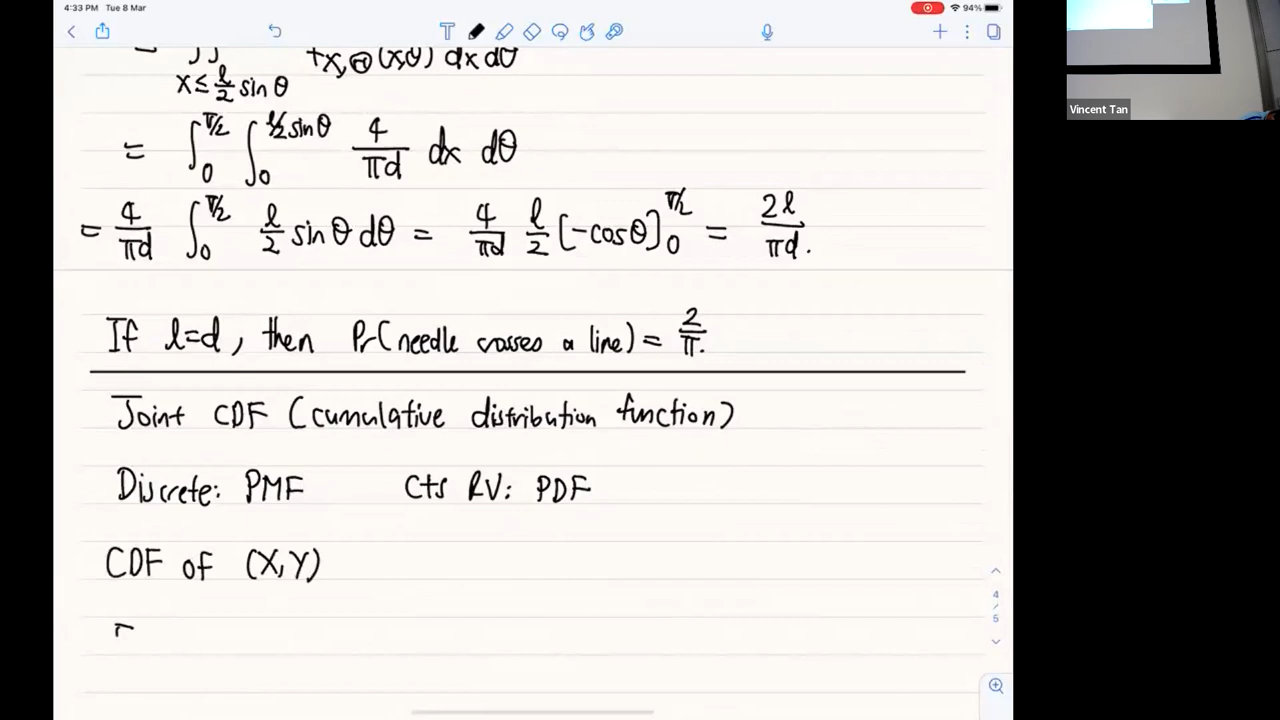 4:33 PM Tue 8 Mar 94%
= ∫∫ f_{X,Θ}(x,θ) dx dθ
x ≤ l/2 sin θ
= ∫_0^{π/2} ∫_0^{l/2 sin θ} 4/(πd) dx dθ
= 4/(πd) ∫_0^{π/2} l/2 sin θ dθ = 4/(πd) l/2 [-cos θ]_0^{π/2} = 2l/(πd).
If l=d, then Pr(needle crosses a line) = 2/π.
Joint CDF (cumulative distribution function)
Discrete: PMF Cts RV: PDF
CDF of (X,Y)
4 / 5
Vincent Tan